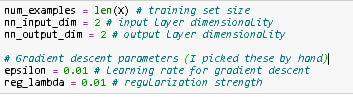 num_examples = len(X) # training set size
nn_input_dim = 2 # input layer dimensionality
nn_output_dim = 2 # output layer dimensionality
# Gradient descent parameters (I picked these by hand)
epsilon = 0.01 # learning rate for gradient descent
reg_lambda = 0.01 # regularization strength